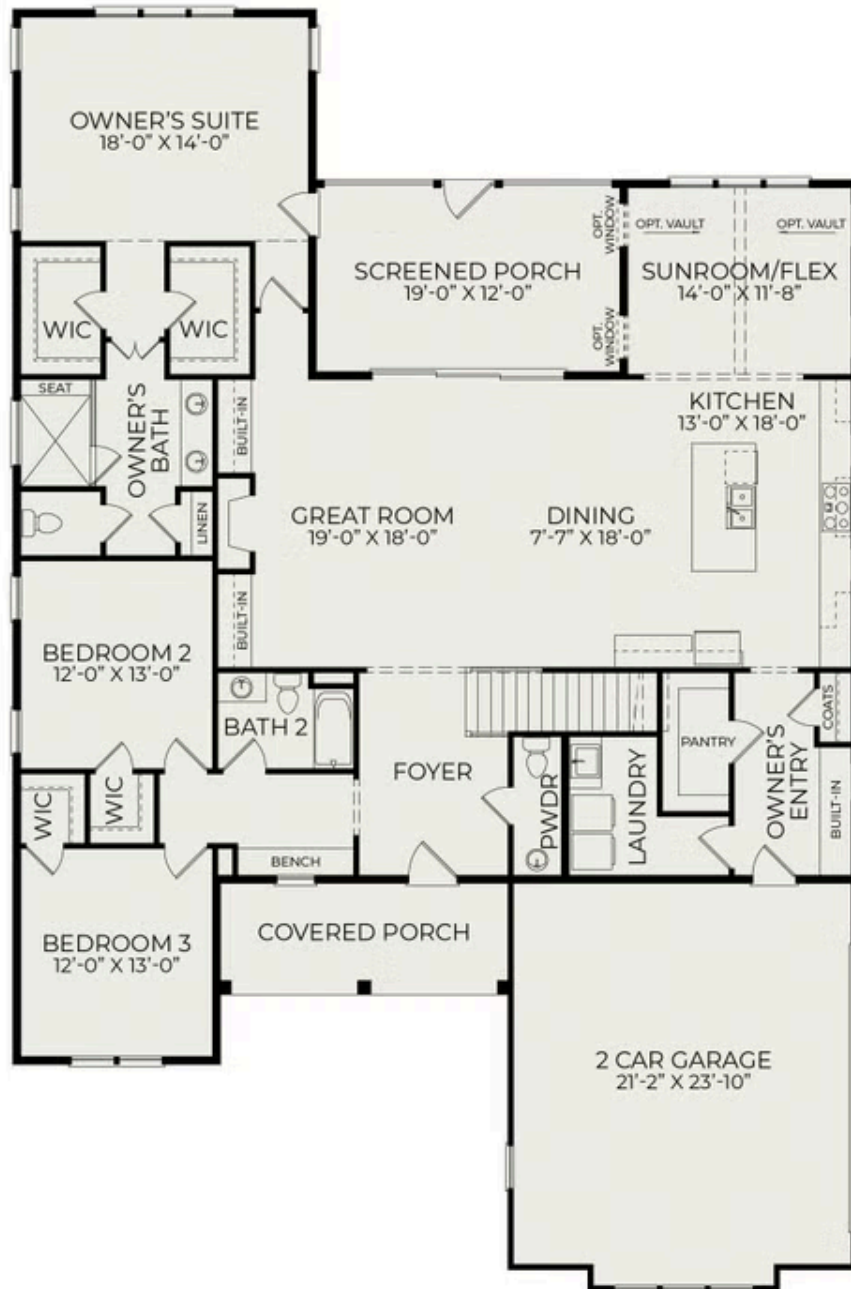 OWNER'S SUITE
18'-0" X 14'-0"
SCREENED PORCH
19'-0" X 12'-0"
OPT.
WINDOW
OPT.
WINDOW
OPT. VAULT
OPT. VAULT
SUNROOM/FLEX
14'-0" X 11'-8"
WIC
WIC
SEAT
OWNER'S
BATH
LINEN
BUILT-IN
BUILT-IN
GREAT ROOM
19'-0" X 18'-0"
DINING
7'-7" X 18'-0"
KITCHEN
13'-0" X 18'-0"
BEDROOM 2
12'-0" X 13'-0"
BATH 2
WIC
WIC
FOYER
BENCH
PWDR
LAUNDRY
PANTRY
OWNER'S
ENTRY
COATS
BUILT-IN
BEDROOM 3
12'-0" X 13'-0"
COVERED PORCH
2 CAR GARAGE
21'-2" X 23'-10"